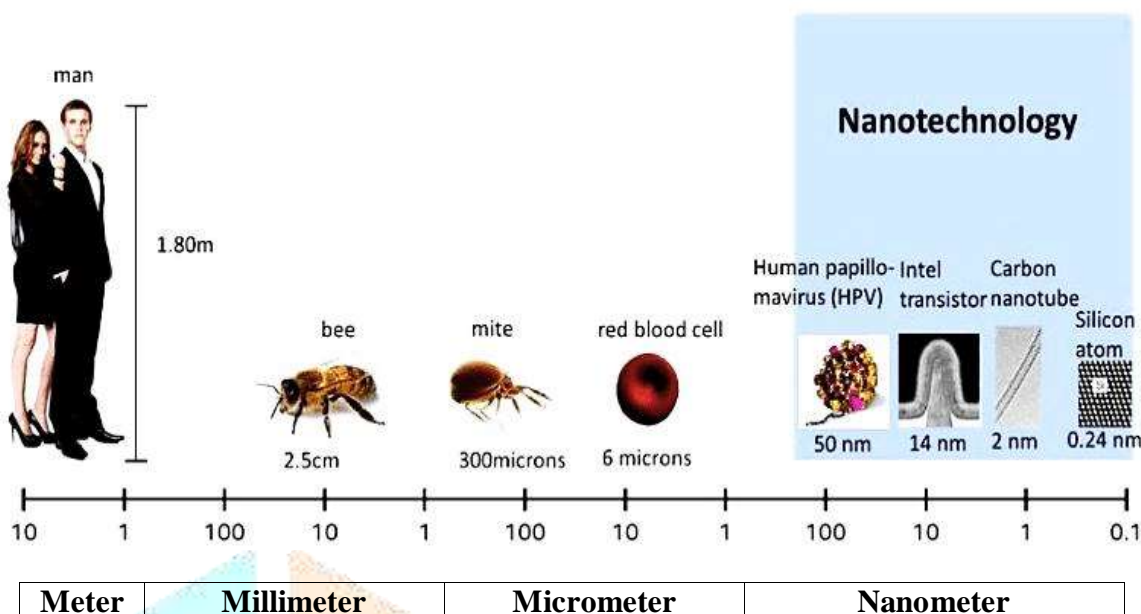 Nanotechnology
man
1.80m
Human papillo- Intel Carbon
mavirus (HPV) transistor nanotube
Silicon
atom
bee mite red blood cell
Si
2.5cm 300microns 6 microns 50 nm 14 nm 2 nm 0.24 nm
10 1 100 10 1 100 10 1 100 10 1 0.1
Meter Millimeter Micrometer Nanometer